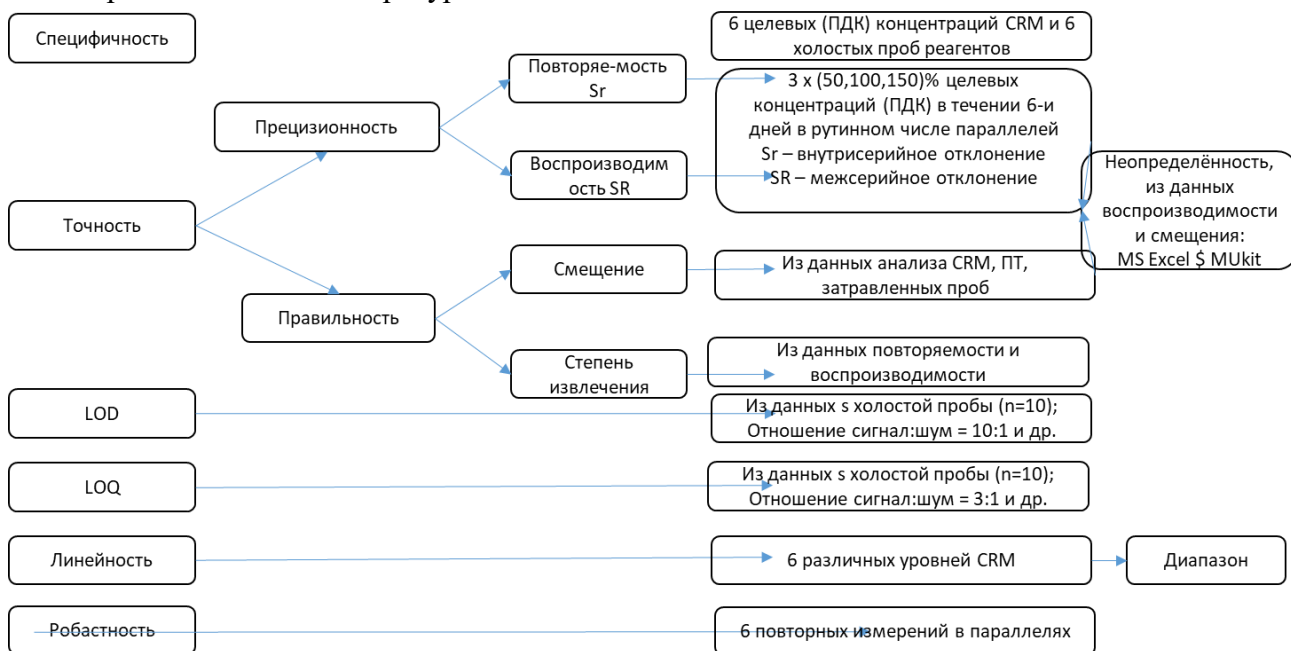 Специфичность
6 целевых (ПДК) концентраций CRM и 6
холостых проб реагентов
Точность
Прецизионность
Повторяе-мость
Sr
3 x (50,100,150)% целевых
концентраций (ПДК) в течении 6-и
дней в рутинном числе параллелей
Sr – внутрисерийное отклонение
SR – межсерийное отклонение
Воспроизводим
ость SR
Неопределённость,
из данных
воспроизводимости
и смещения:
MS Excel $ MUkit
Правильность
Смещение
Из данных анализа CRM, ПТ,
затравленных проб
Степень
извлечения
Из данных повторяемости и
воспроизводимости
LOD
Из данных s холостой пробы (n=10);
Отношение сигнал:шум = 10:1 и др.
LOQ
Из данных s холостой пробы (n=10);
Отношение сигнал:шум = 3:1 и др.
Линейность
6 различных уровней CRM
Диапазон
Робастность
6 повторных измерений в параллелях